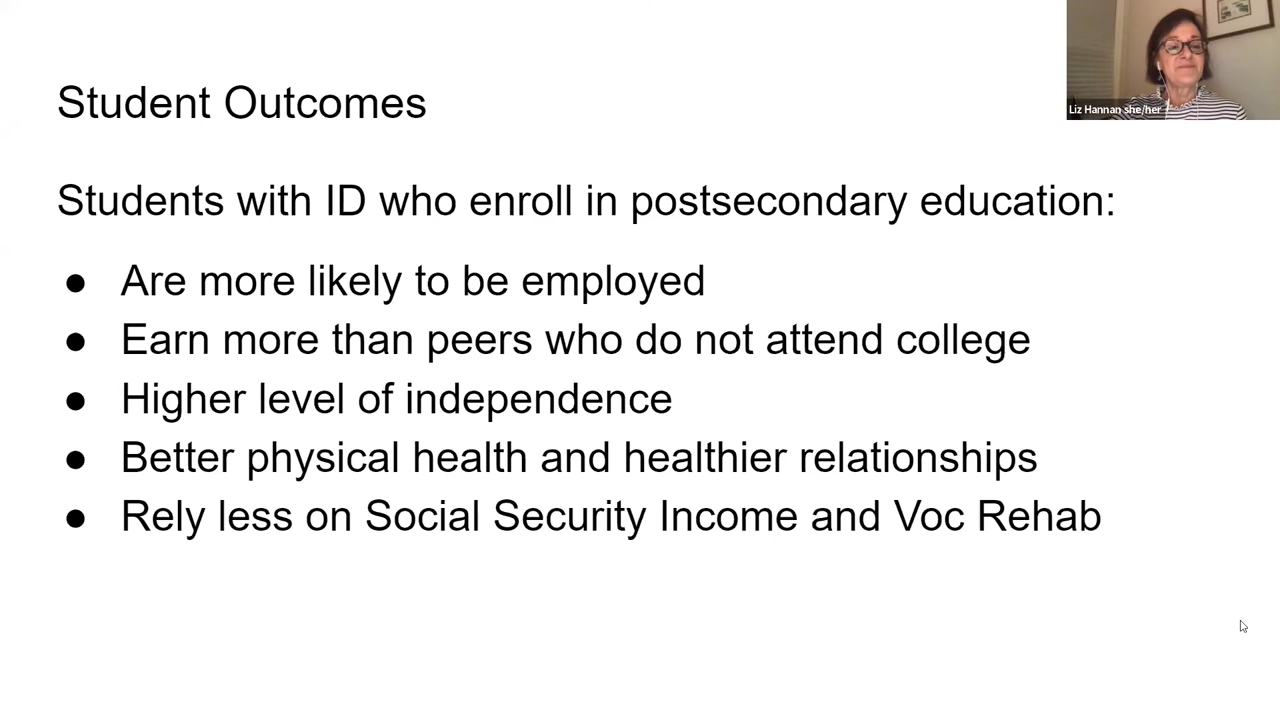 Student Outcomes
Liz Hannan she/her
Students with ID who enroll in postsecondary education:
● Are more likely to be employed
● Earn more than peers who do not attend college
● Higher level of independence
● Better physical health and healthier relationships
● Rely less on Social Security Income and Voc Rehab